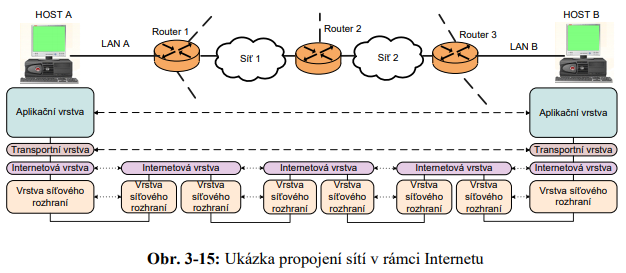 HOST A
HOST B
Router 1
Router 2
Router 3
LAN A
Síť 1
Síť 2
LAN B
Aplikační vrstva
Aplikační vrstva
Transportní vrstva
Transportní vrstva
Internetová vrstva
Internetová vrstva
Internetová vrstva
Internetová vrstva
Internetová vrstva
Vrstva síťového
rozhraní
Vrstva
síťového
rozhraní
Vrstva
síťového
rozhraní
Vrstva
síťového
rozhraní
Vrstva
síťového
rozhraní
Vrstva
síťového
rozhraní
Vrstva
síťového
rozhraní
Vrstva síťového
rozhraní
Obr. 3-15: Ukázka propojení sítí v rámci Internetu